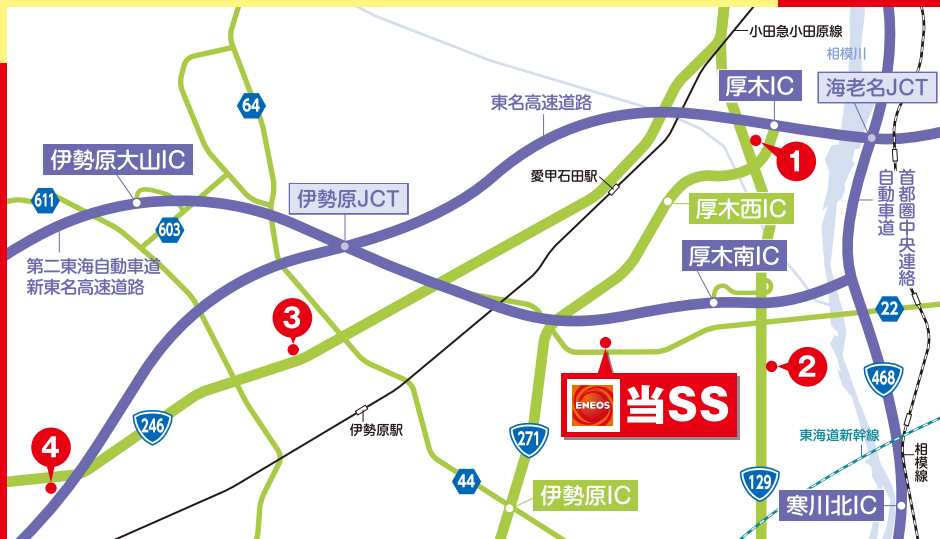 小田急小田原線
相模川
厚木IC
海老名JCT
64
東名高速道路
1
伊勢原大山IC
愛甲石田駅
首都圏中央連絡
自動車道
611
伊勢原JCT
厚木西IC
603
厚木南IC
第二東海自動車道
新東名高速道路
3
22
2
468
ENEOS
当SS
246
伊勢原駅
271
東海道新幹線
相模線
4
44
129
伊勢原IC
寒川北IC